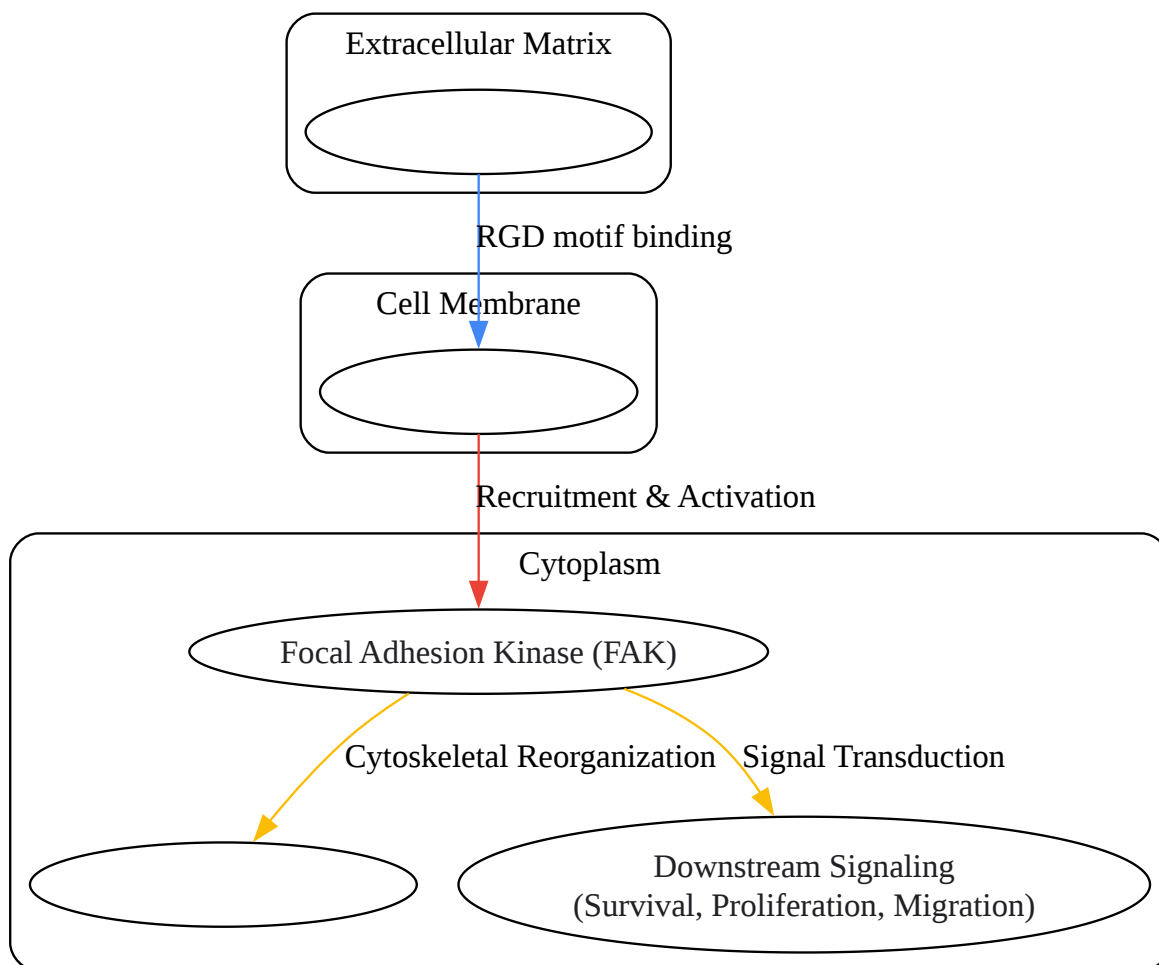 Extracellular Matrix
RGD motif binding
Cell Membrane
Recruitment & Activation
Cytoplasm
Focal Adhesion Kinase (FAK)
Cytoskeletal Reorganization
Signal Transduction
Downstream Signaling
(Survival, Proliferation, Migration)